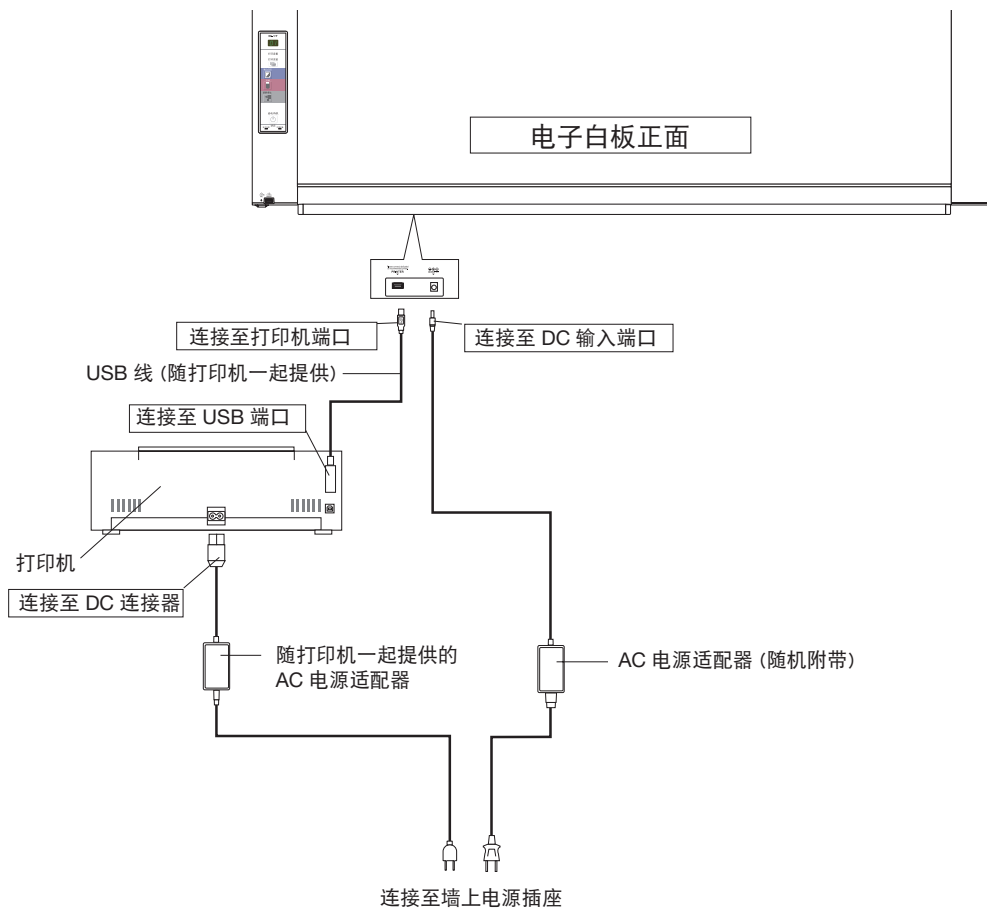 电子白板正面
连接至打印机端口
连接至 DC 输入端口
USB 线 (随打印机一起提供)
连接至 USB 端口
打印机
连接至 DC 连接器
随打印机一起提供的
AC 电源适配器
AC 电源适配器 (随机附带)
连接至墙上电源插座